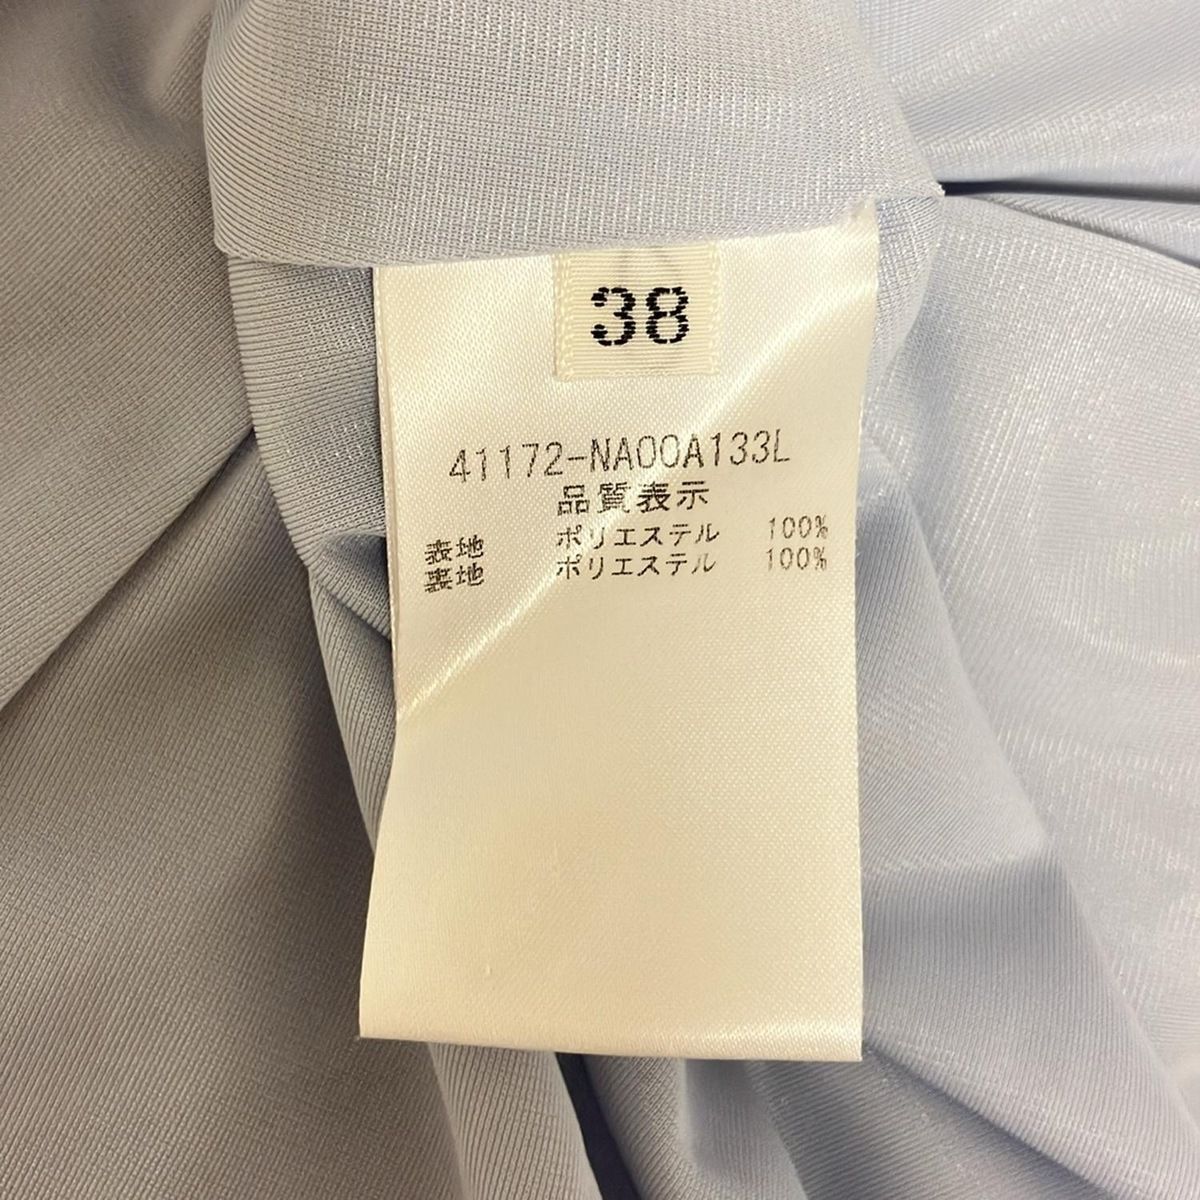 38
41172-NA00A133L
品質表示
表地 ポリエステル 100%
裏地 ポリエステル 100%